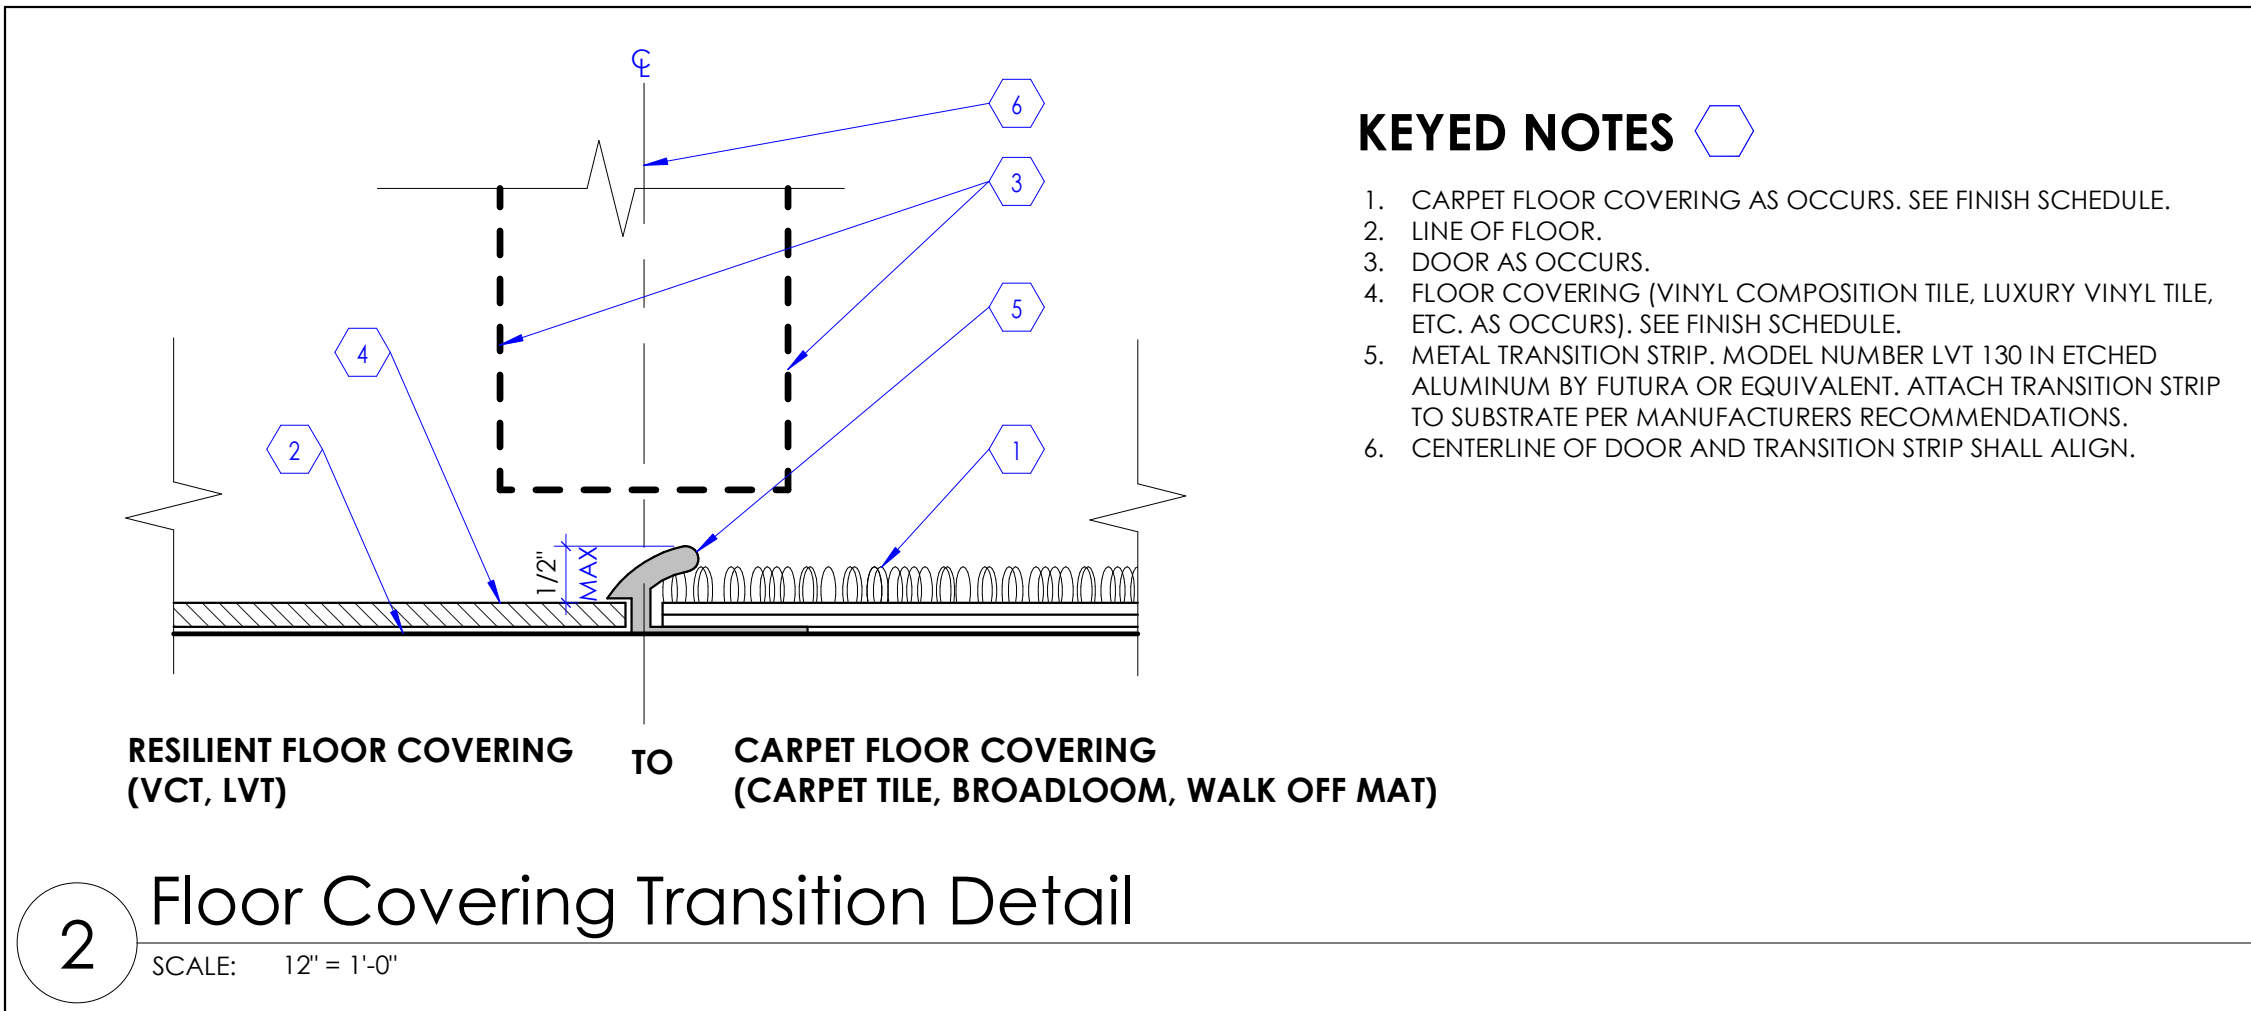 ℄
6
3
5
4
2
1
1/2"
MAX
KEYED NOTES
1. CARPET FLOOR COVERING AS OCCURS. SEE FINISH SCHEDULE.
2. LINE OF FLOOR.
3. DOOR AS OCCURS.
4. FLOOR COVERING (VINYL COMPOSITION TILE, LUXURY VINYL TILE,
ETC. AS OCCURS). SEE FINISH SCHEDULE.
5. METAL TRANSITION STRIP. MODEL NUMBER LVT 130 IN ETCHED
ALUMINUM BY FUTURA OR EQUIVALENT. ATTACH TRANSITION STRIP
TO SUBSTRATE PER MANUFACTURERS RECOMMENDATIONS.
6. CENTERLINE OF DOOR AND TRANSITION STRIP SHALL ALIGN.
RESILIENT FLOOR COVERING
(VCT, LVT)
TO
CARPET FLOOR COVERING
(CARPET TILE, BROADLOOM, WALK OFF MAT)
2
Floor Covering Transition Detail
SCALE: 12" = 1'-0"